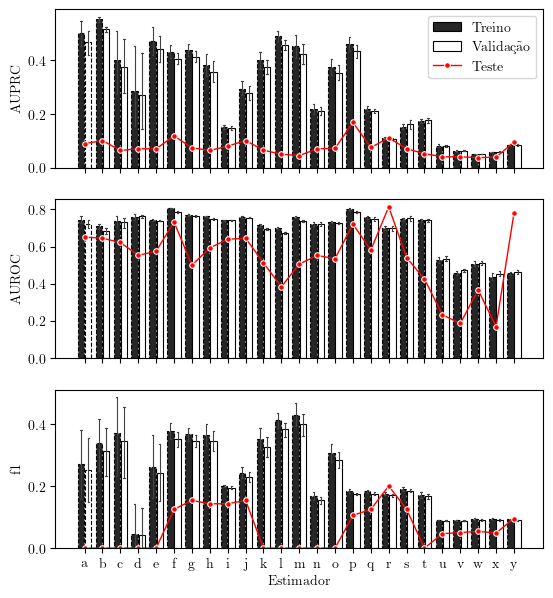 AUPRC
0.4
0.2
0.0
Treino
Validação
Teste
AUROC
0.8
0.6
0.4
0.2
0.0
f1
0.4
0.2
0.0
a b c d e f g h i j k l m n o p q r s t u v w x y
Estimador